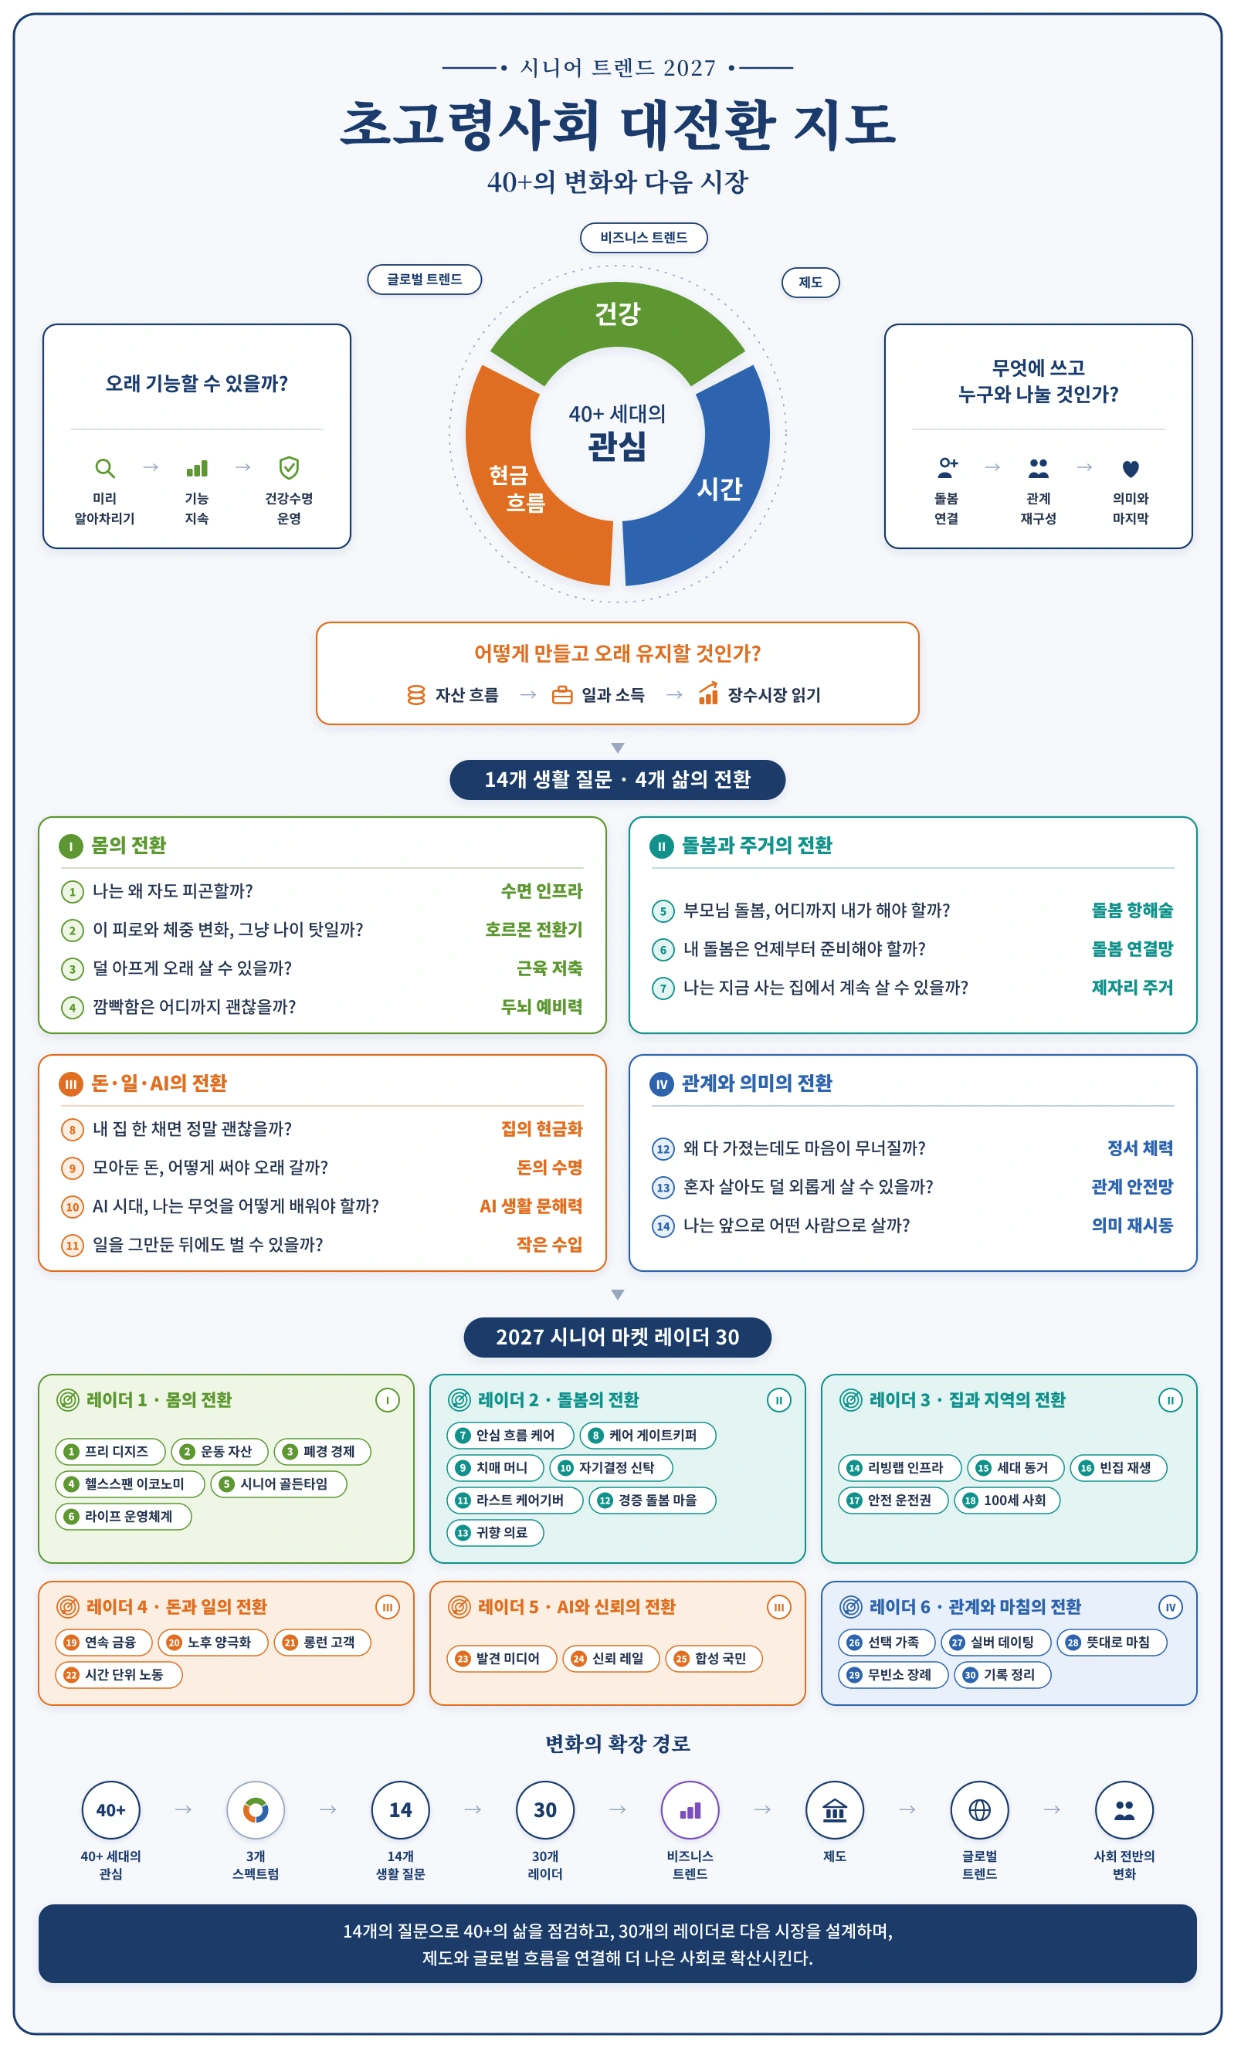 시니어 트렌드 2027
초고령사회 대전환 지도
40+의 변화와 다음 시장
비즈니스 트렌드
글로벌 트렌드
제도
건강
현금
흐름
시간
40+ 세대의
관심
오래 기능할 수 있을까?
미리
알아차리기
→
기능
지속
→
건강수명
운영
무엇에 쓰고
누구와 나눌 것인가?
돌봄
연결
→
관계
재구성
→
의미와
마지막
어떻게 만들고 오래 유지할 것인가?
자산 흐름 → 일과 소득 → 장수시장 읽기
14개 생활 질문 · 4개 삶의 전환
I 몸의 전환
1 나는 왜 자도 피곤할까? 수면 인프라
2 이 피로와 체중 변화, 그냥 나이 탓일까? 호르몬 전환기
3 덜 아프게 오래 살 수 있을까? 근육 저축
4 깜빡함은 어디까지 괜찮을까? 두뇌 예비력
II 돌봄과 주거의 전환
5 부모님 돌봄, 어디까지 내가 해야 할까? 돌봄 항해술
6 내 돌봄은 언제부터 준비해야 할까? 돌봄 연결망
7 나는 지금 사는 집에서 계속 살 수 있을까? 제자리 주거
III 돈·일·AI의 전환
8 내 집 한 채면 정말 괜찮을까? 집의 현금화
9 모아둔 돈, 어떻게 써야 오래 갈까? 돈의 수명
10 AI 시대, 나는 무엇을 어떻게 배워야 할까? AI 생활 문해력
11 일을 그만둔 뒤에도 벌 수 있을까? 작은 수입
IV 관계와 의미의 전환
12 왜 다 가졌는데도 마음이 무너질까? 정서 체력
13 혼자 살아도 덜 외롭게 살 수 있을까? 관계 안전망
14 나는 앞으로 어떤 사람으로 살까? 의미 재시동
2027 시니어 마켓 레이더 30
레이더 1 · 몸의 전환 I
1 프리 디지즈 2 운동 자산 3 폐경 경제
4 헬스스팬 이코노미 5 시니어 골든타임
6 라이프 운영체계
레이더 2 · 돌봄의 전환 II
7 안심 흐름 케어 8 케어 게이트키퍼
9 치매 머니 10 자기결정 신탁
11 라스트 케어기버 12 경증 돌봄 마을
13 귀향 의료
레이더 3 · 집과 지역의 전환 II
14 리빙랩 인프라 15 세대 동거 16 빈집 재생
17 안전 운전권 18 100세 사회
레이더 4 · 돈과 일의 전환 III
19 연속 금융 20 노후 양극화 21 롱런 고객
22 시간 단위 노동
레이더 5 · AI와 신뢰의 전환 III
23 발견 미디어 24 신뢰 레일 25 합성 국민
레이더 6 · 관계와 마침의 전환 IV
26 선택 가족 27 실버 데이팅 28 뜻대로 마침
29 무빈소 장례 30 기록 정리
변화의 확장 경로
40+ → → 14 → 30 → → → →
40+ 세대의
관심
3개
스펙트럼
14개
생활 질문
30개
레이더
비즈니스
트렌드
제도
글로벌
트렌드
사회 전반의
변화
14개의 질문으로 40+의 삶을 점검하고, 30개의 레이더로 다음 시장을 설계하며,
제도와 글로벌 흐름을 연결해 더 나은 사회로 확산시킨다.